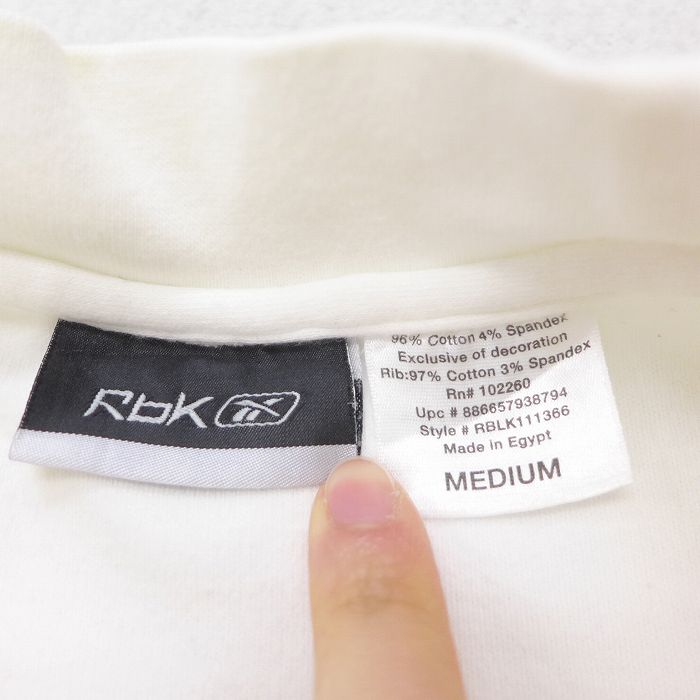 Rbk
96% Cotton 4% Spandex
Exclusive of decoration
Rib:97% Cotton 3% Spandex
Rn# 102260
Upc # 886657938794
Style # RBLK111366
Made in Egypt
MEDIUM